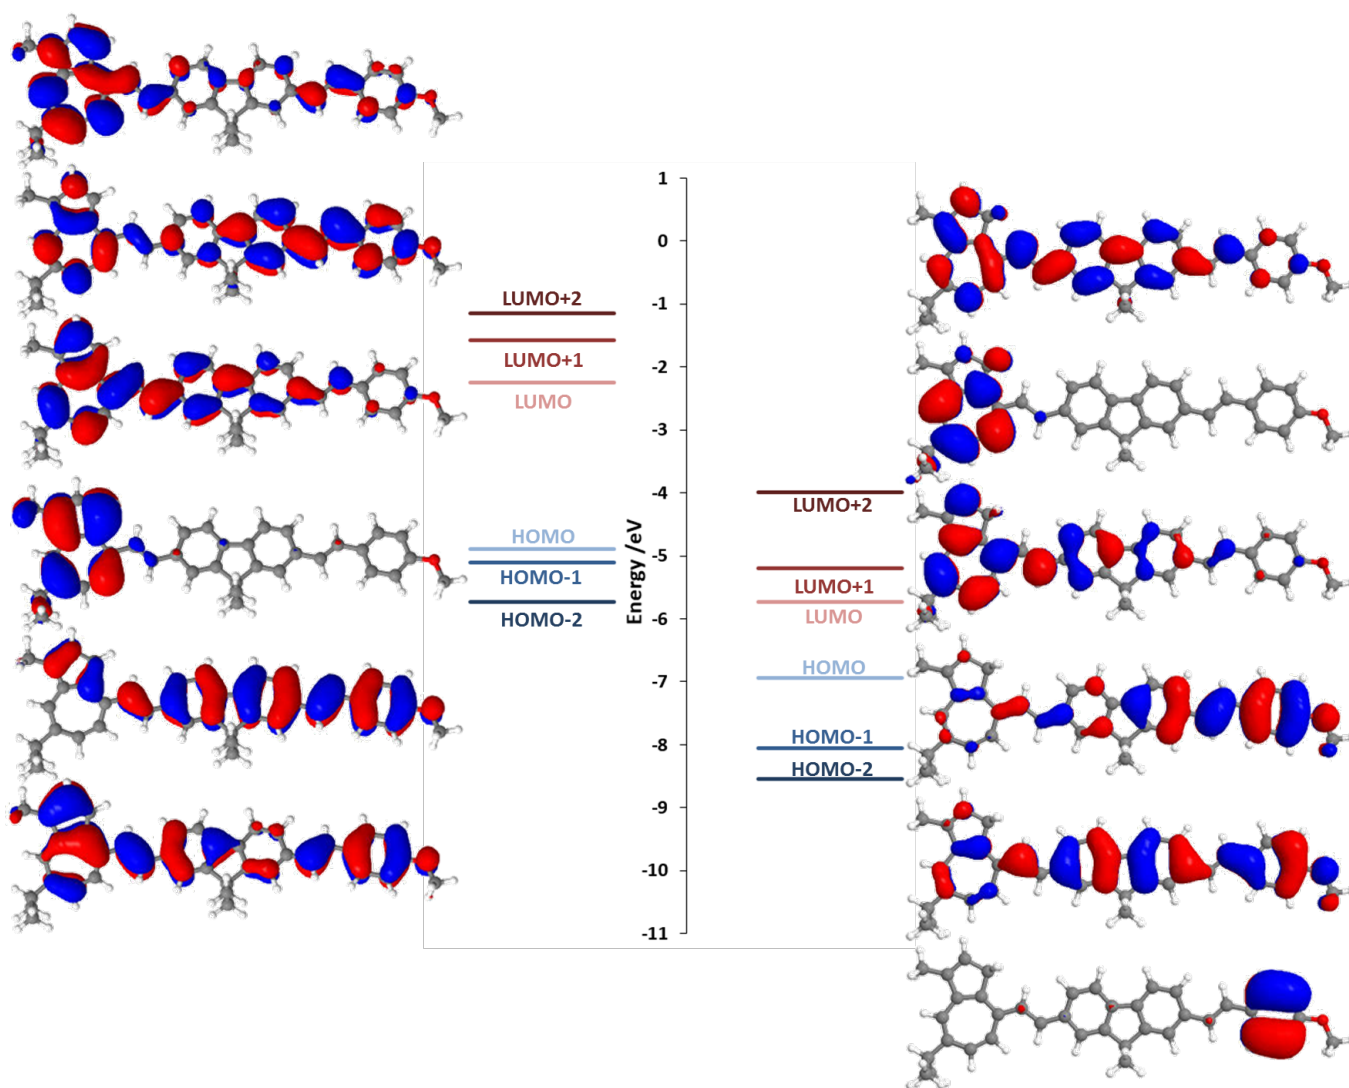 1
0
-1
-2
-3
-4
-5
-6
-7
-8
-9
-10
-11
Energy /eV
LUMO+2
LUMO+1
LUMO
HOMO
HOMO-1
HOMO-2
LUMO+2
LUMO+1
LUMO
HOMO
HOMO-1
HOMO-2